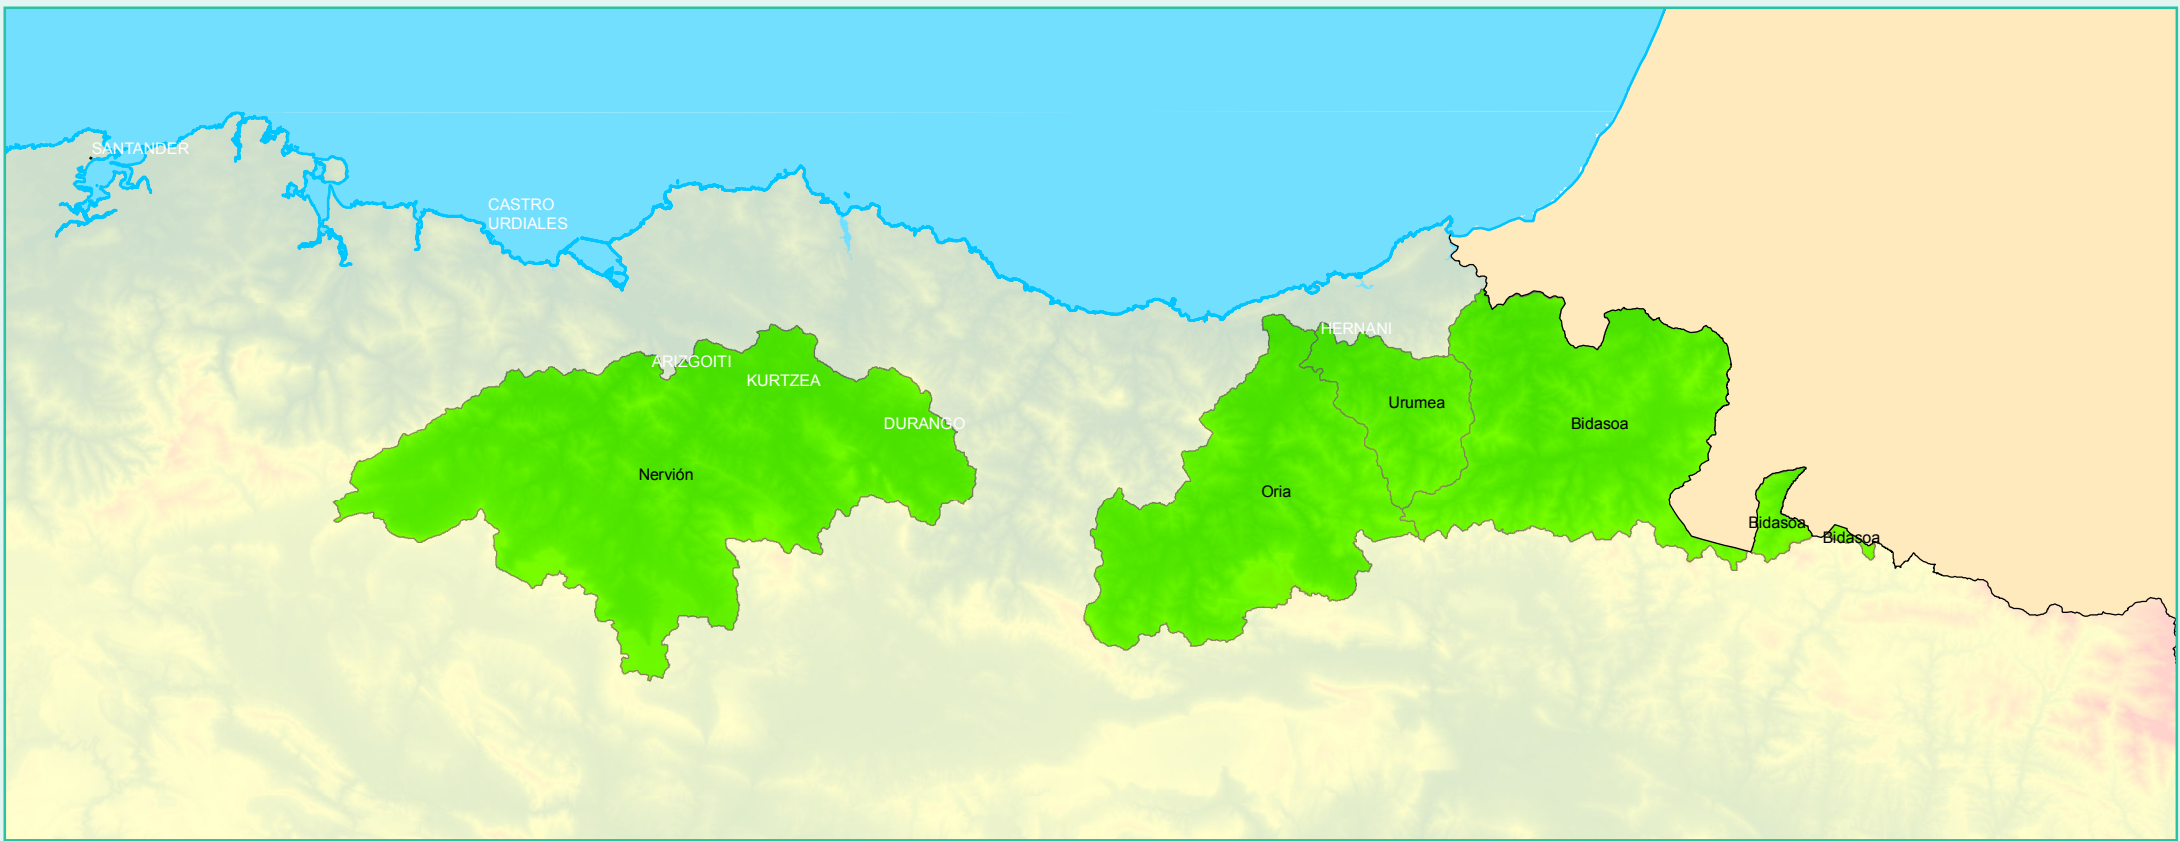 SANTANDER
CASTRO
URDIALES
HERNANI
ARIZGOITI
KURTZEA
Urumea
DURANGO
Bidasoa
Nervión
Oria
Bidasoa
Bidasoa